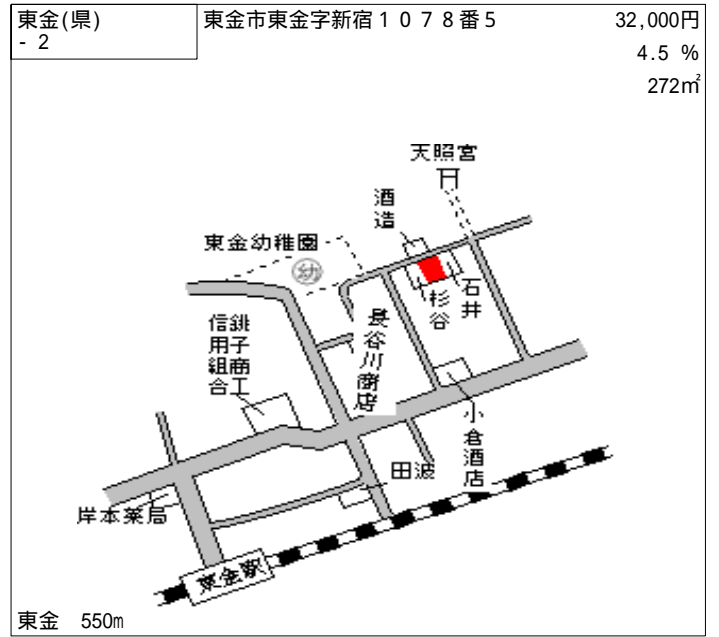 東金(県)
- 2
東金市東金字新宿１０７８番5
32,000円
4.5 %
272㎡
天照宮
酒造
東金幼稚園
幼
石井
杉谷
長谷川商店
銚子商工
信用組合
小倉酒店
田波
岸本薬局
東金駅
東金 550m